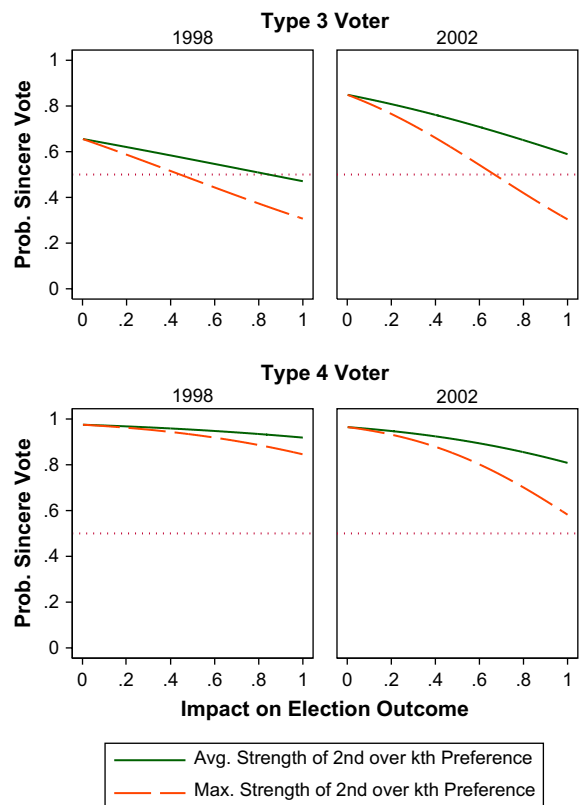 Type 3 Voter
1998 2002
Prob. Sincere Vote
1
.8
.6
.4
.2
0
0 .2 .4 .6 .8 1 0 .2 .4 .6 .8 1
Type 4 Voter
1998 2002
Prob. Sincere Vote
1
.8
.6
.4
.2
0
0 .2 .4 .6 .8 1 0 .2 .4 .6 .8 1
Impact on Election Outcome
Avg. Strength of 2nd over kth Preference
Max. Strength of 2nd over kth Preference